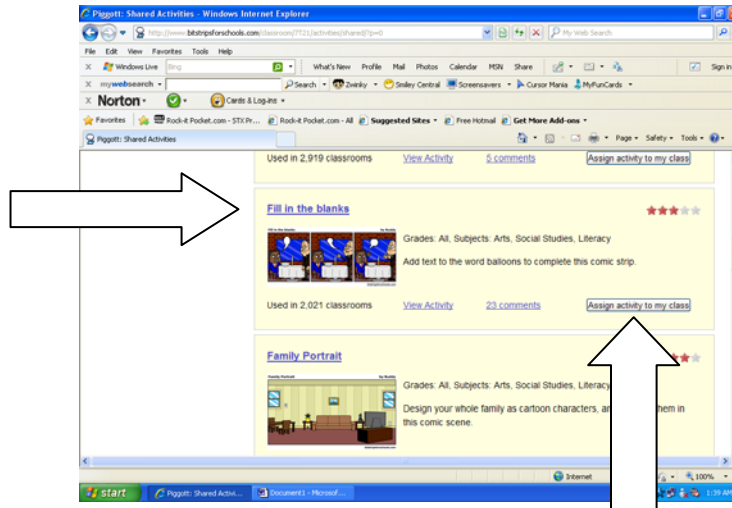 Piggott: Shared Activities - Windows Internet Explorer
http://www.bitstripsforschools.com/classroom/7721/activities/shared/?p=0
My Web Search
File Edit View Favorites Tools Help
X Windows Live Bing What's New Profile Mail Photos Calendar MSN Share Sign in
X mywebsearch Search Zwinky Smiley Central Screensavers Cursor Mania MyFunCards
X Norton Cards & Log-ins
Favorites Rock-it Pocket.com - STX Pr... Rock-it Pocket.com - All Suggested Sites Free Hotmail Get More Add-ons
Piggott: Shared Activities Page Safety Tools
Used in 2,919 classrooms View Activity 5 comments Assign activity to my class
Fill in the blanks
Grades: All, Subjects: Arts, Social Studies, Literacy
Add text to the word balloons to complete this comic strip.
Used in 2,021 classrooms View Activity 23 comments Assign activity to my class
Family Portrait
Grades: All, Subjects: Arts, Social Studies, Literacy
Design your whole family as cartoon characters, an them in
this comic scene.
Internet 100%
start Piggott: Shared Activi... Document1 - Microsof... 1:39 AM